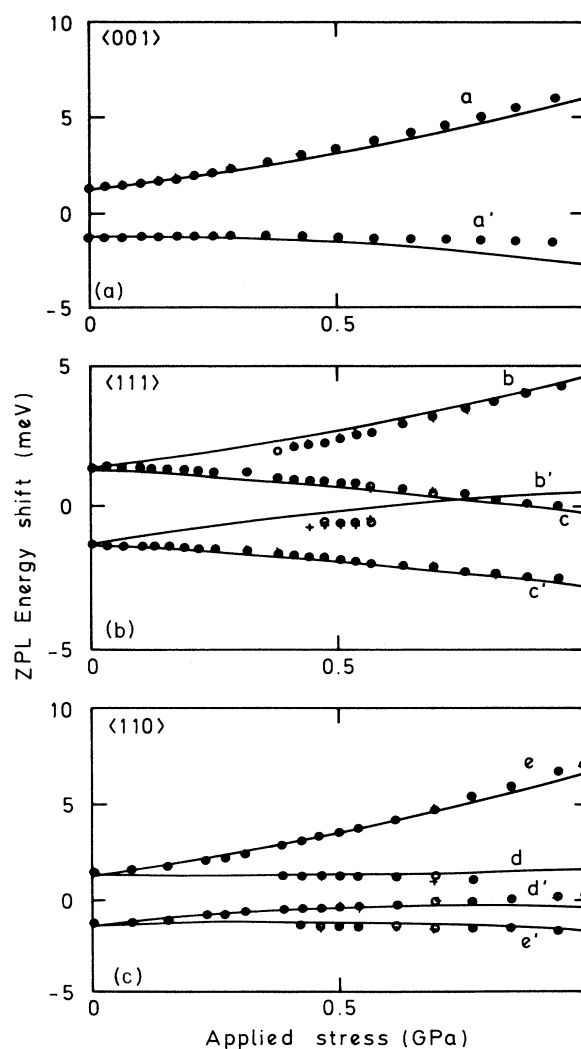 10
⟨001⟩
a
5
0
a'
(a)
-5
0
0.5
5
⟨111⟩
b
b'
0
c
c'
(b)
-5
0
0.5
10
⟨110⟩
e
5
d
0
d'
e'
(c)
-5
0
0.5
ZPL Energy shift (meV)
Applied stress (GPa)